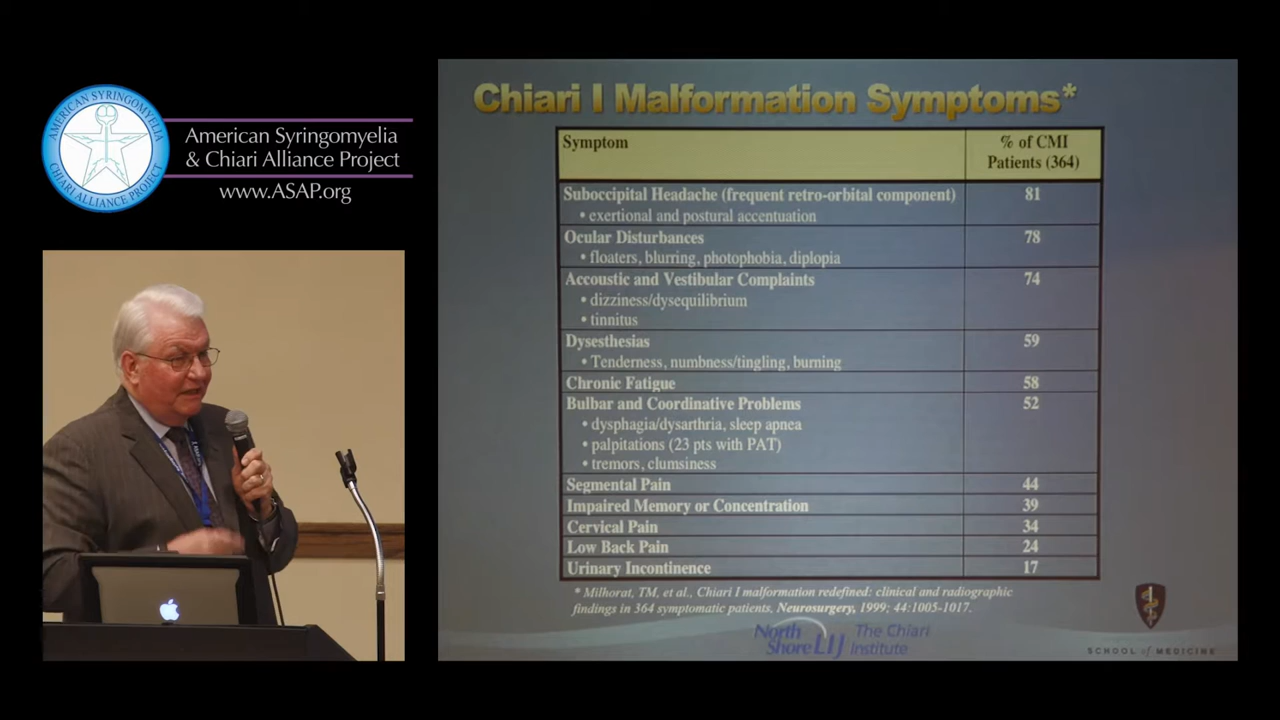 AMERICAN SYRINGOMYELIA
CHIARI ALLIANCE PROJECT
American Syringomyelia
& Chiari Alliance Project
www.ASAP.org
Chiari I Malformation Symptoms*
Symptom
% of CMI
Patients (364)
Suboccipital Headache (frequent retro-orbital component) 81
• exertional and postural accentuation
Ocular Disturbances 78
• floaters, blurring, photophobia, diplopia
Accoustic and Vestibular Complaints 74
• dizziness/dysequilibrium
• tinnitus
Dysesthesias 59
• Tenderness, numbness/tingling, burning
Chronic Fatigue 58
Bulbar and Coordinative Problems 52
• dysphagia/dysarthria, sleep apnea
• palpitations (23 pts with PAT)
• tremors, clumsiness
Segmental Pain 44
Impaired Memory or Concentration 39
Cervical Pain 34
Low Back Pain 24
Urinary Incontinence 17
* Milhorat, TM, et al., Chiari I malformation redefined: clinical and radiographic
findings in 364 symptomatic patients, Neurosurgery, 1999; 44:1005-1017.
North
Shore LIJ
The Chiari
Institute
SCHOOL of MEDICINE